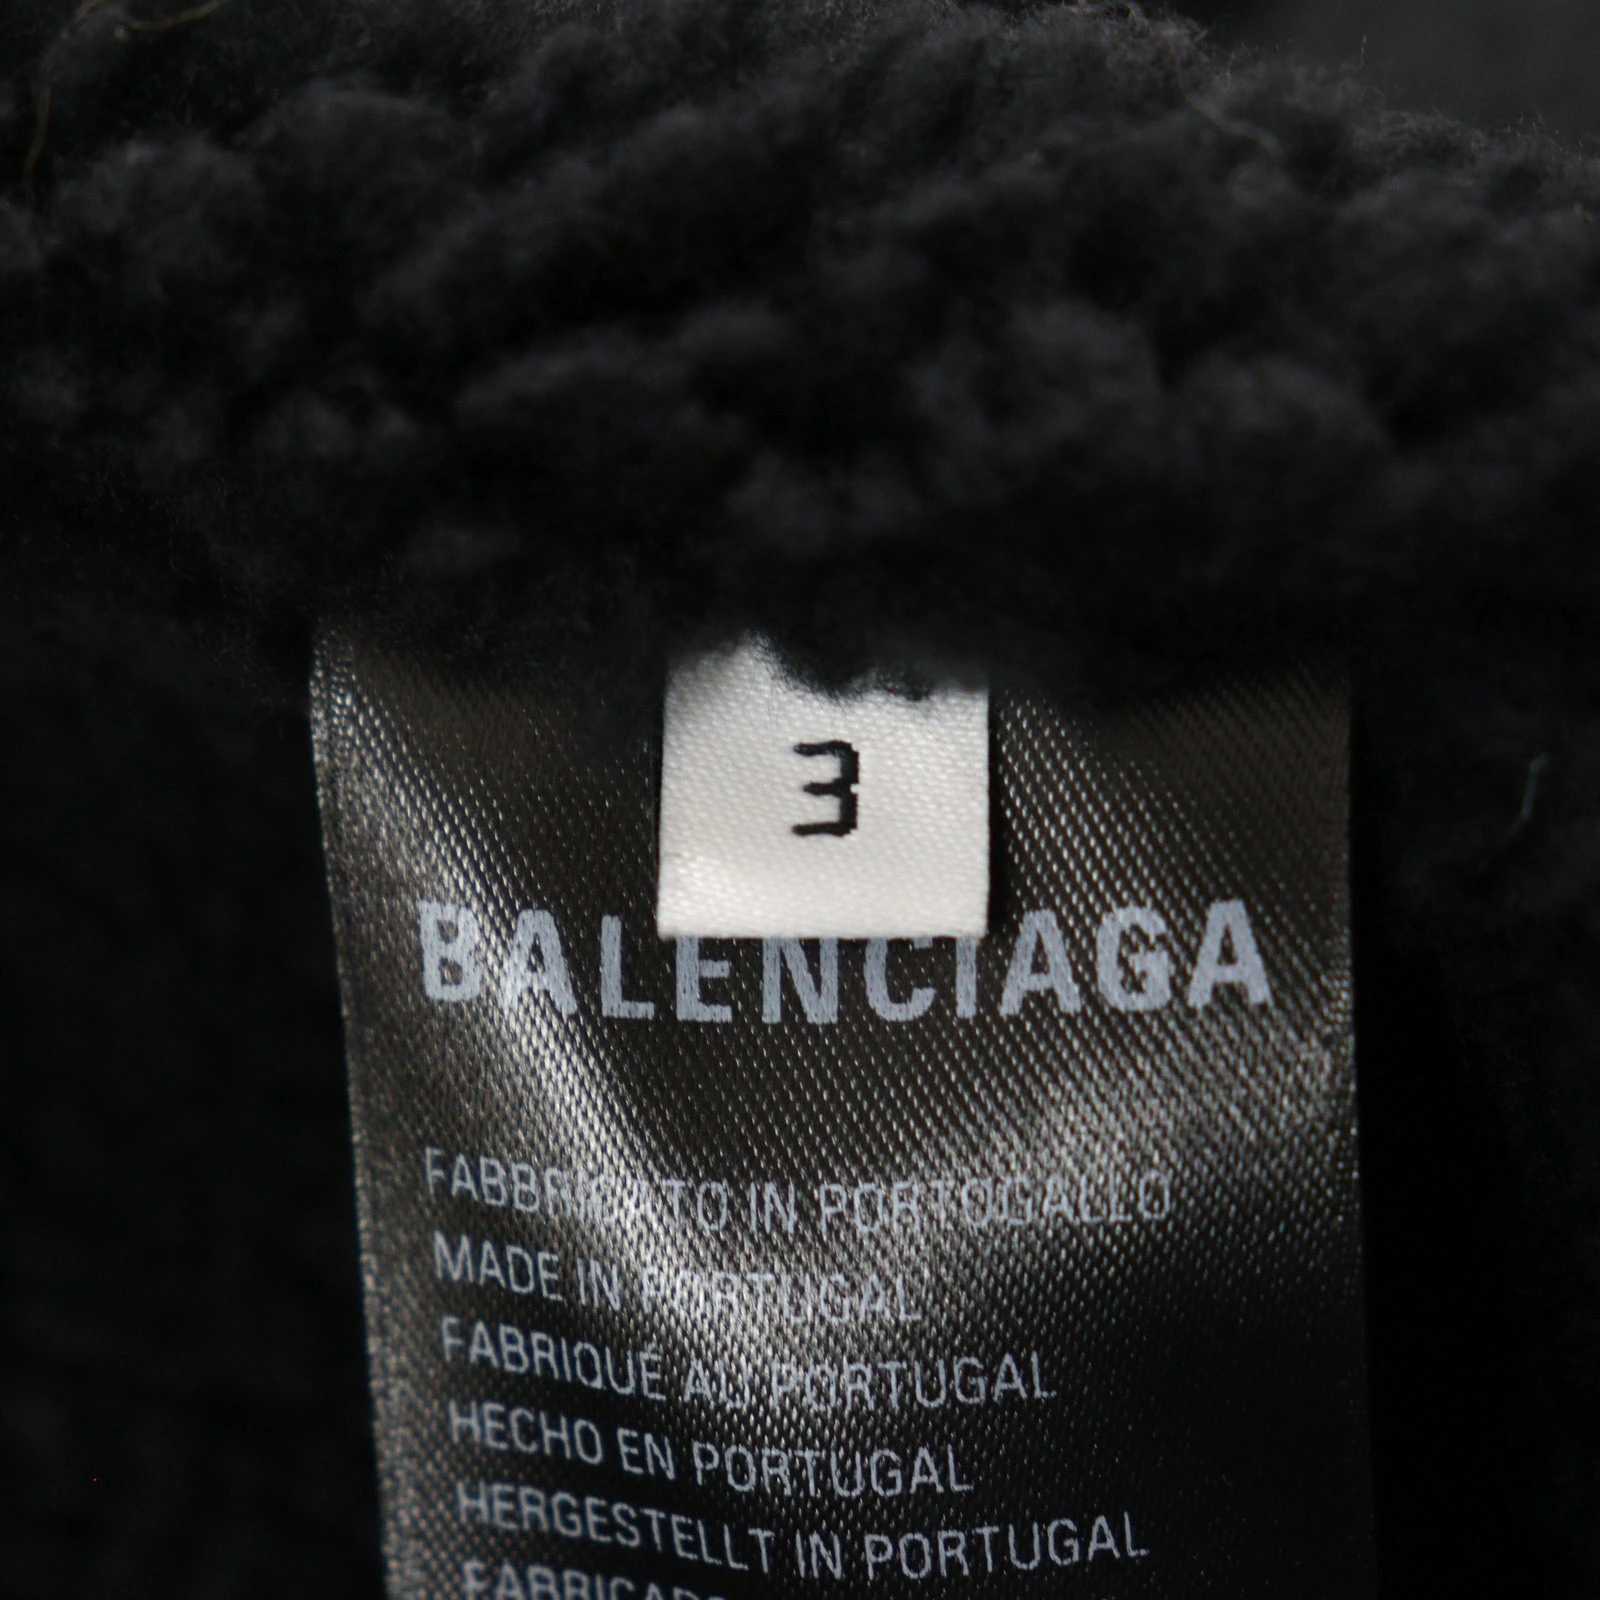 3
BALENCIAGA
FABBRICATO IN PORTOGALLO
MADE IN PORTUGAL
FABRIQUÉ AU PORTUGAL
HECHO EN PORTUGAL
HERGESTELLT IN PORTUGAL